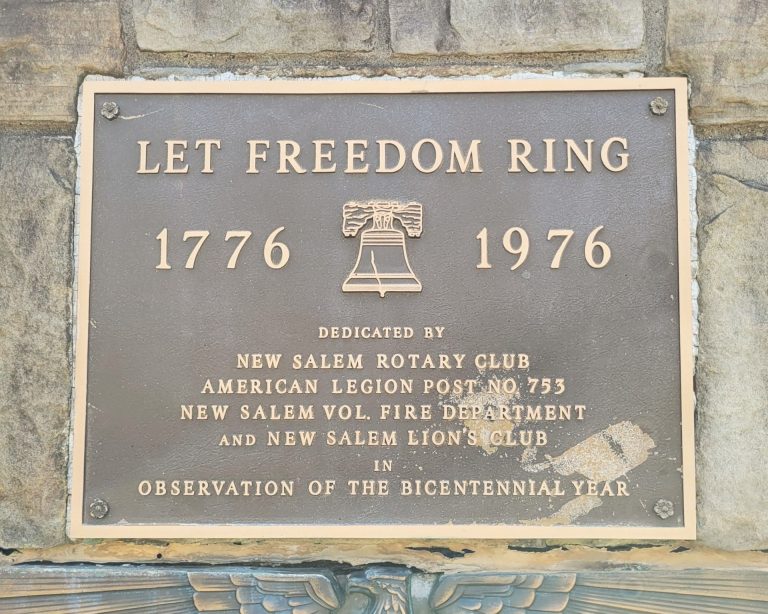 LET FREEDOM RING
1776 1976
DEDICATED BY
NEW SALEM ROTARY CLUB
AMERICAN LEGION POST NO. 753
NEW SALEM VOL. FIRE DEPARTMENT
AND NEW SALEM LION'S CLUB
IN
OBSERVATION OF THE BICENTENNIAL YEAR